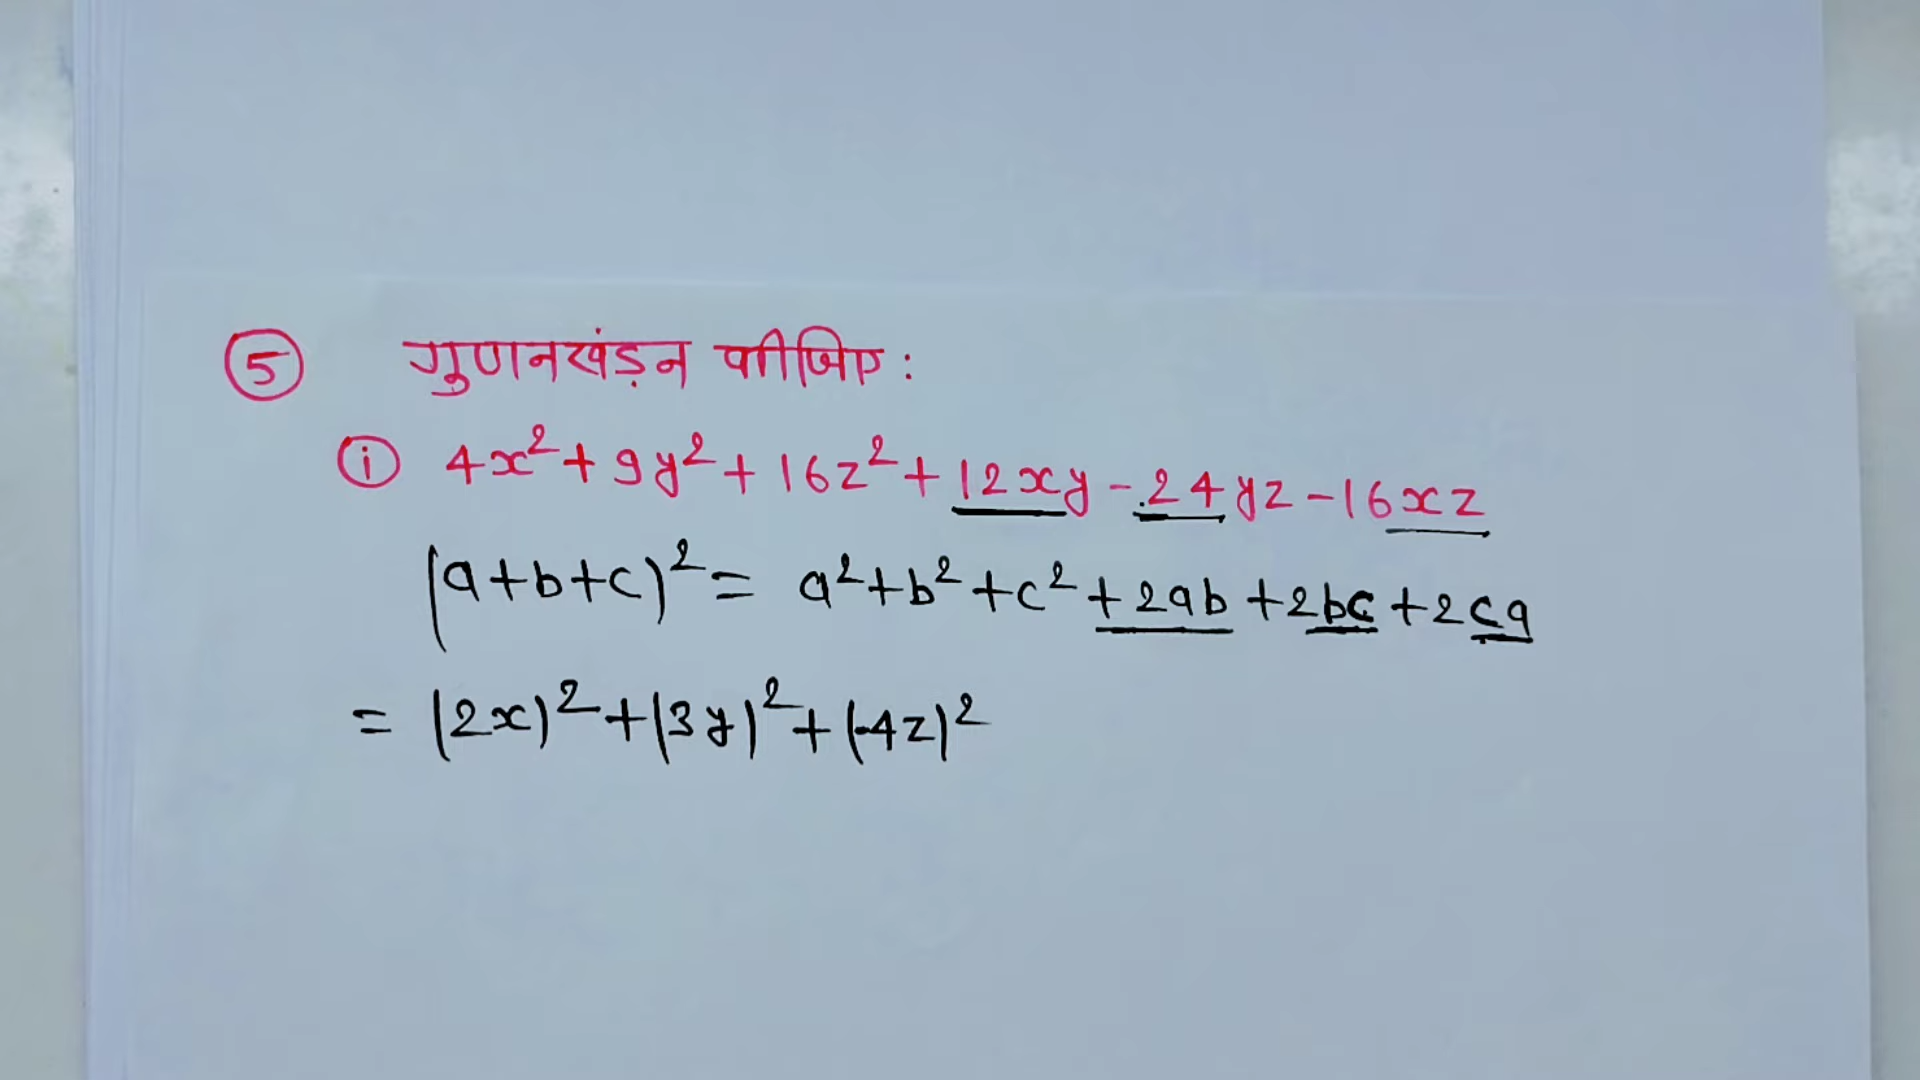 ⑤ गुणनखंड़न कीजिए :
ⓘ 4x² + 9y² + 16z² + 12xy - 24yz - 16xz
(a+b+c)² = a² + b² + c² + 2ab + 2bc + 2ca
= (2x)² + (3y)² + (-4z)²